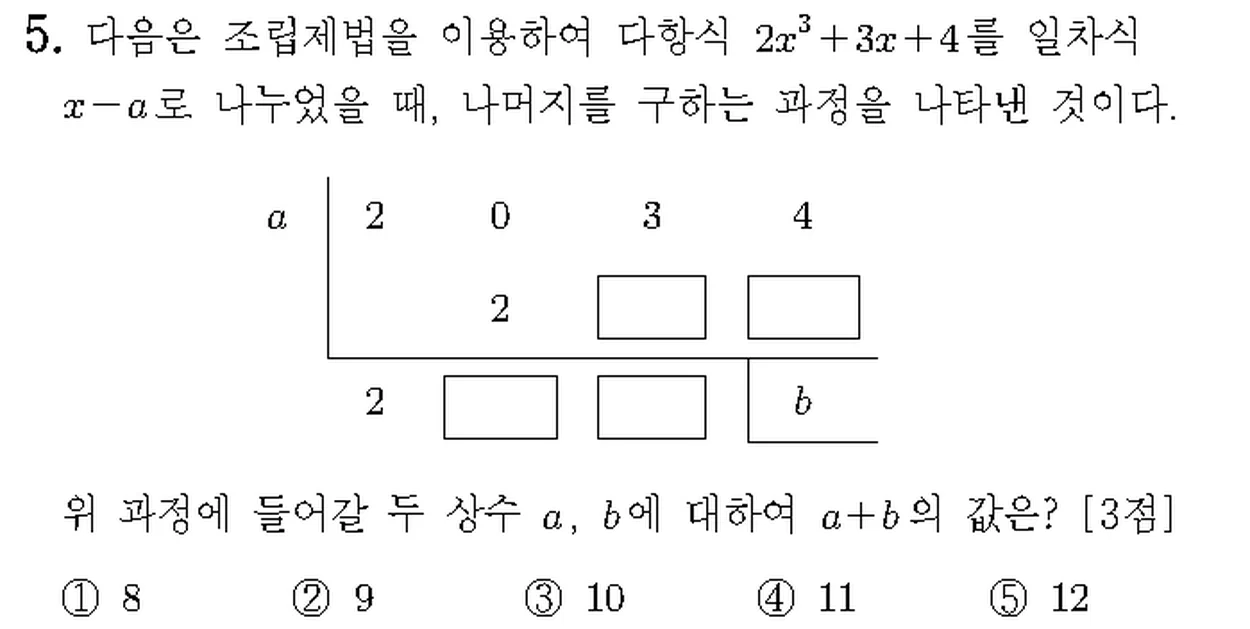 5. 다음은 조립제법을 이용하여 다항식 2x³+3x+4를 일차식
x-a로 나누었을 때, 나머지를 구하는 과정을 나타낸 것이다.
a 2 0 3 4
2
2 b
위 과정에 들어갈 두 상수 a, b에 대하여 a+b의 값은? [3점]
① 8 ② 9 ③ 10 ④ 11 ⑤ 12